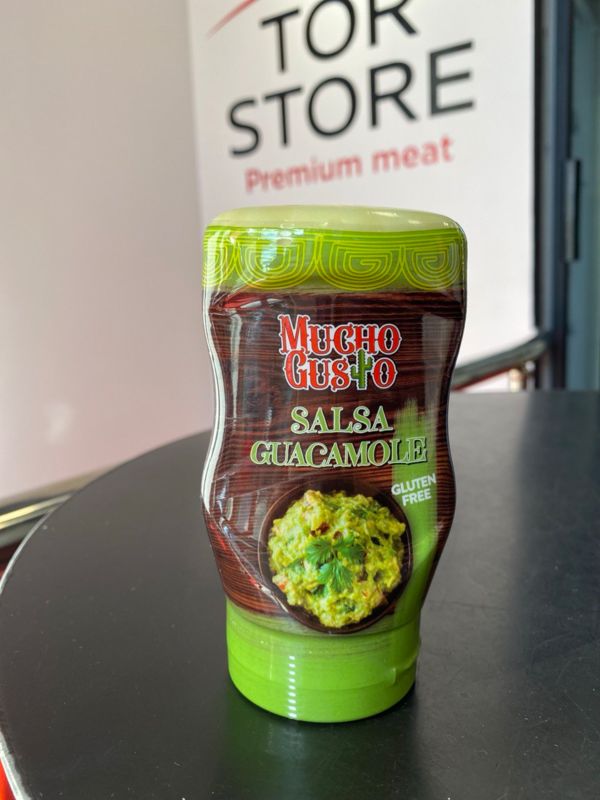 TOR
STORE
Premium meat
MUCHO
GUSTO
SALSA
GUACAMOLE
GLUTEN
FREE